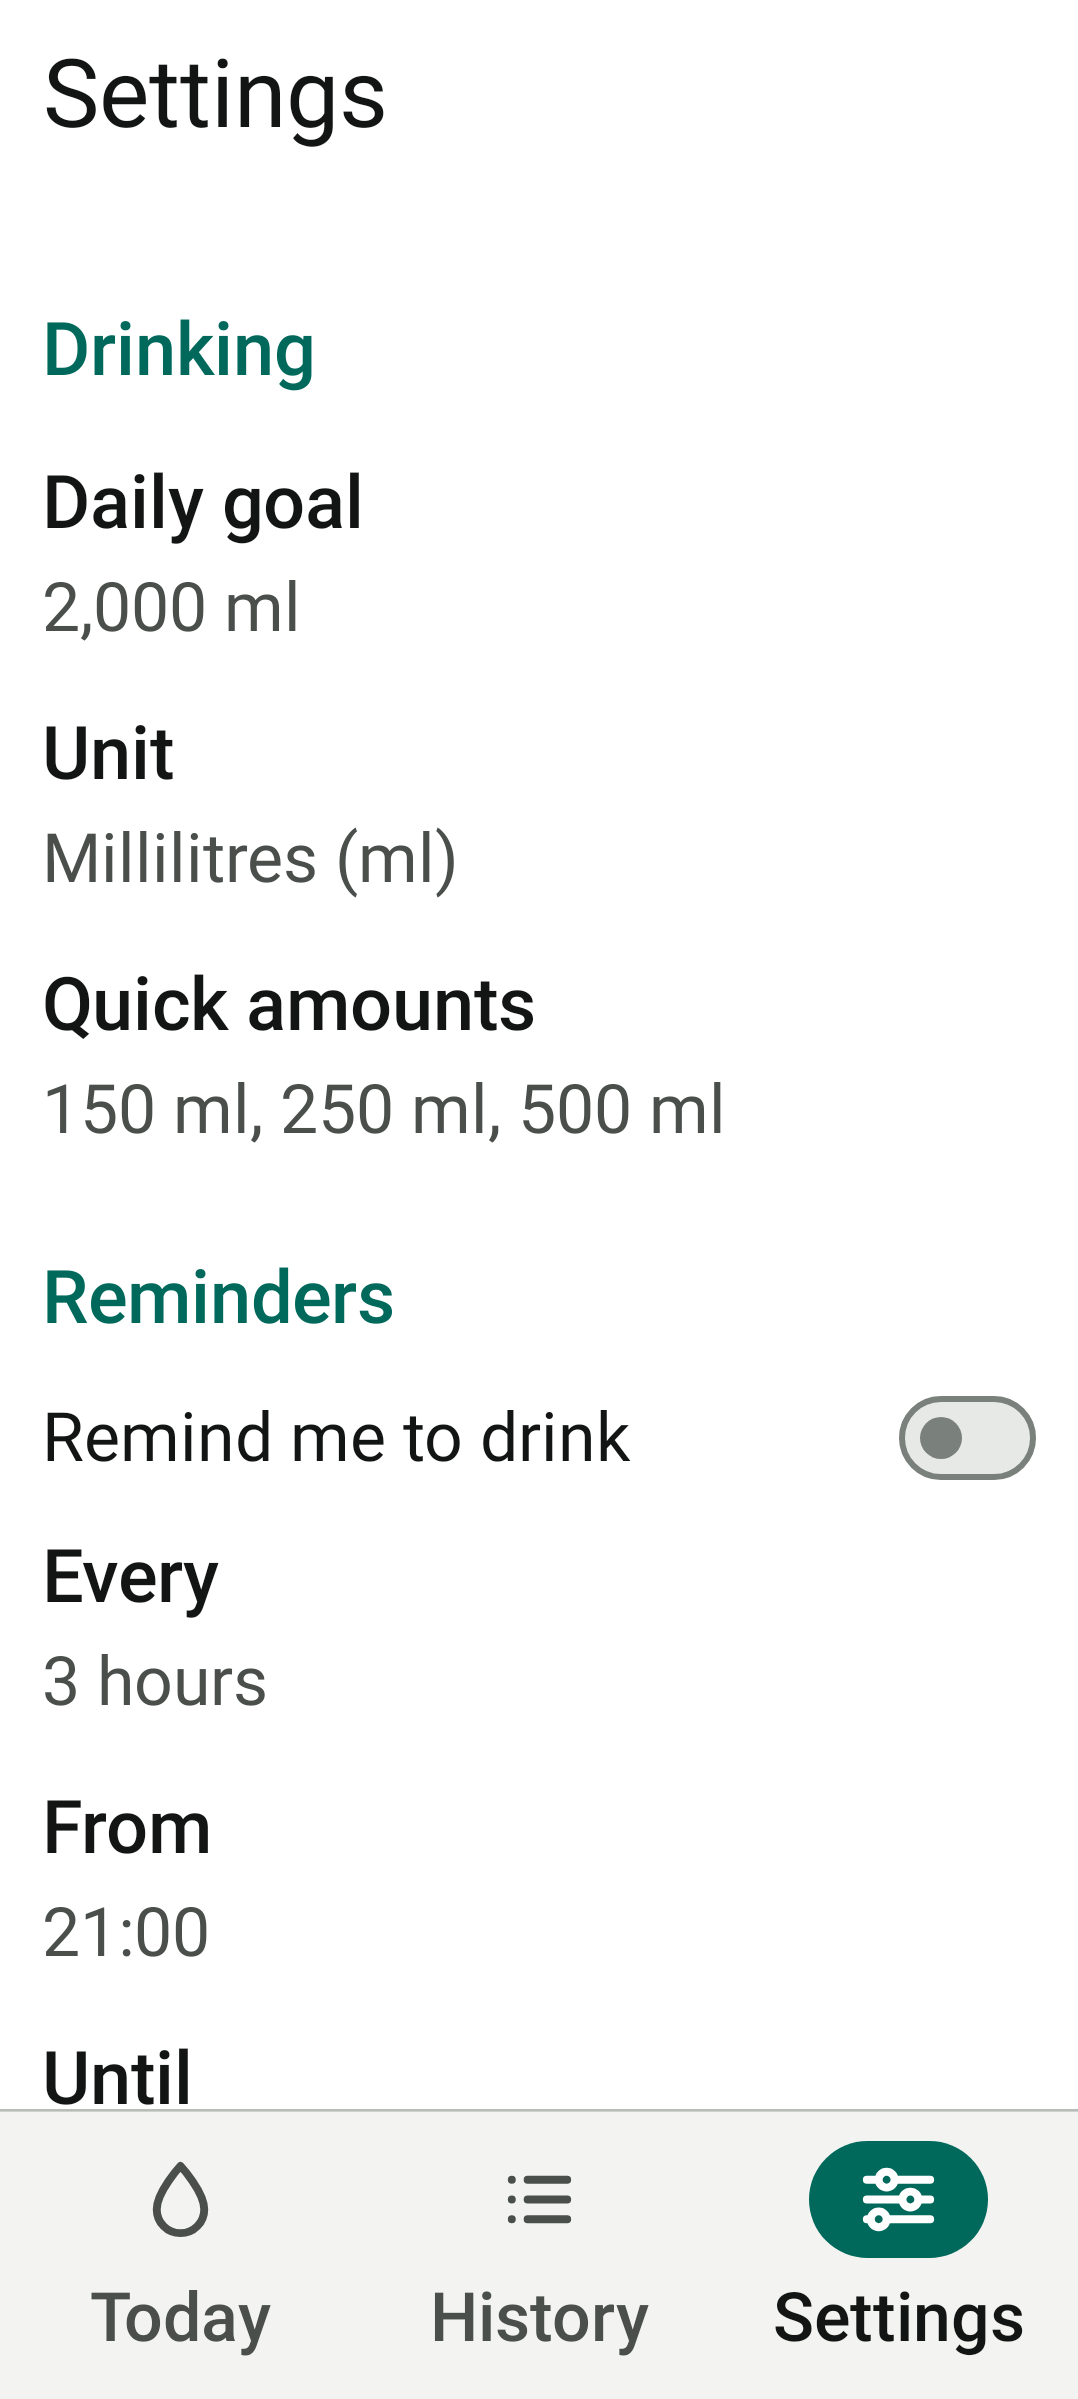 Settings
Drinking
Daily goal
2,000 ml
Unit
Millilitres (ml)
Quick amounts
150 ml, 250 ml, 500 ml
Reminders
Remind me to drink
Every
3 hours
From
21:00
Until
Today
History
Settings